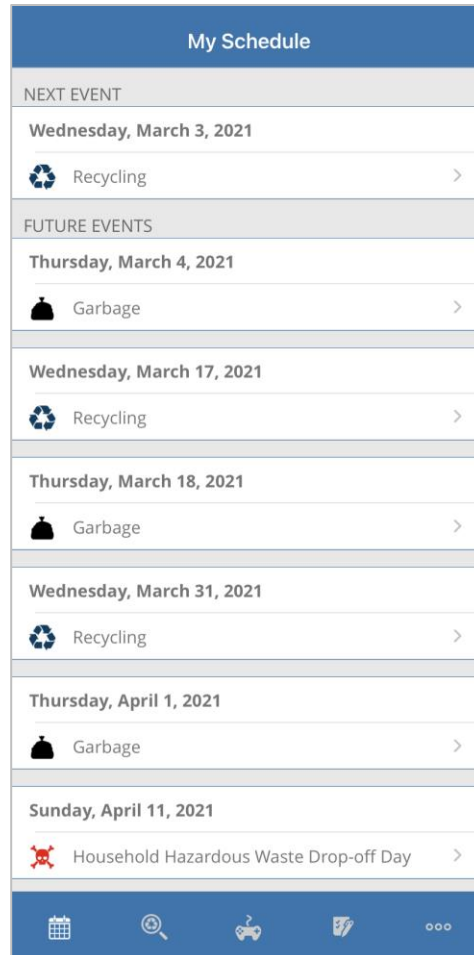 My Schedule
NEXT EVENT
Wednesday, March 3, 2021
Recycling
FUTURE EVENTS
Thursday, March 4, 2021
Garbage
Wednesday, March 17, 2021
Recycling
Thursday, March 18, 2021
Garbage
Wednesday, March 31, 2021
Recycling
Thursday, April 1, 2021
Garbage
Sunday, April 11, 2021
Household Hazardous Waste Drop-off Day